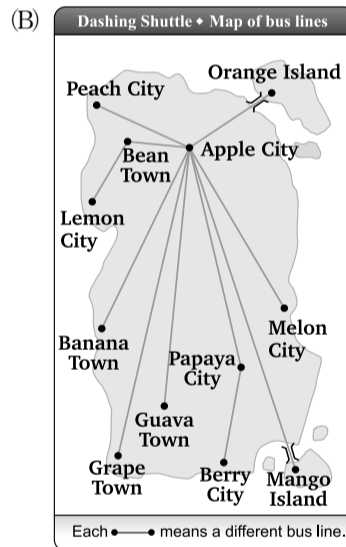 (B)
Dashing Shuttle ◆ Map of bus lines
Orange Island
Peach City
Bean
Town
Apple City
Lemon
City
Banana
Town
Melon
City
Papaya
City
Guava
Town
Grape
Town
Berry
City
Mango
Island
Each means a different bus line.